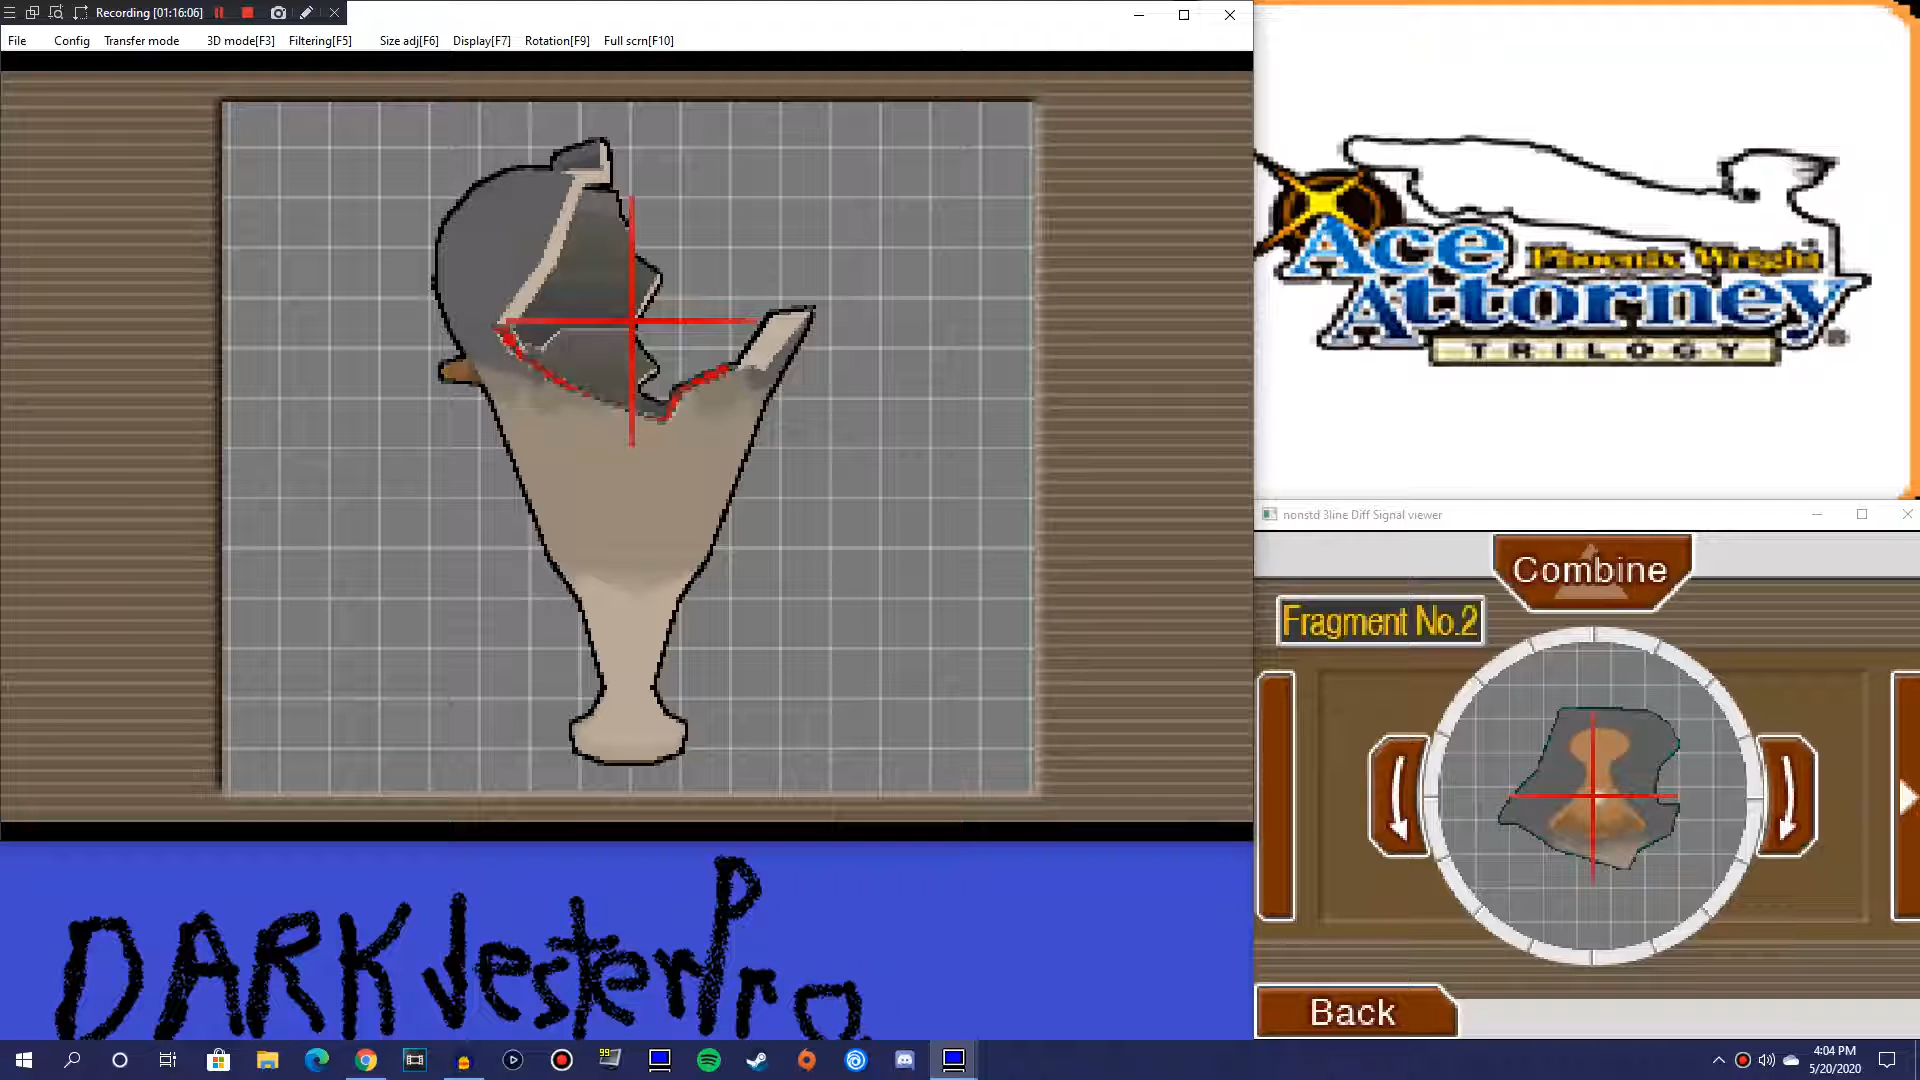 Recording [01:16:06]
File Config Transfer mode 3D mode[F3] Filtering[F5] Size adj[F6] Display[F7] Rotation[F9] Full scrn[F10]
Phoenix Wright
Ace
Attorney®
TRILOGY
nonstd 3line Diff Signal viewer
Combine
Fragment No.2
Back
DARKJesterPro
99
4:04 PM
5/20/2020